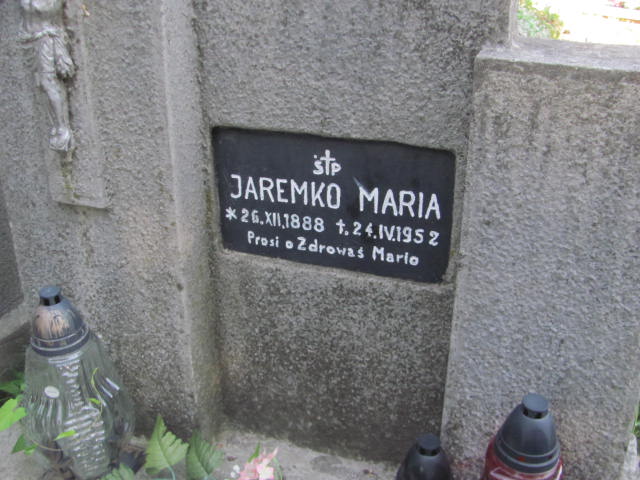 ŚTP
JAREMKO MARIA
* 26.XII.1888 †. 24.IV.1952
Prosi o Zdrowaś Mario